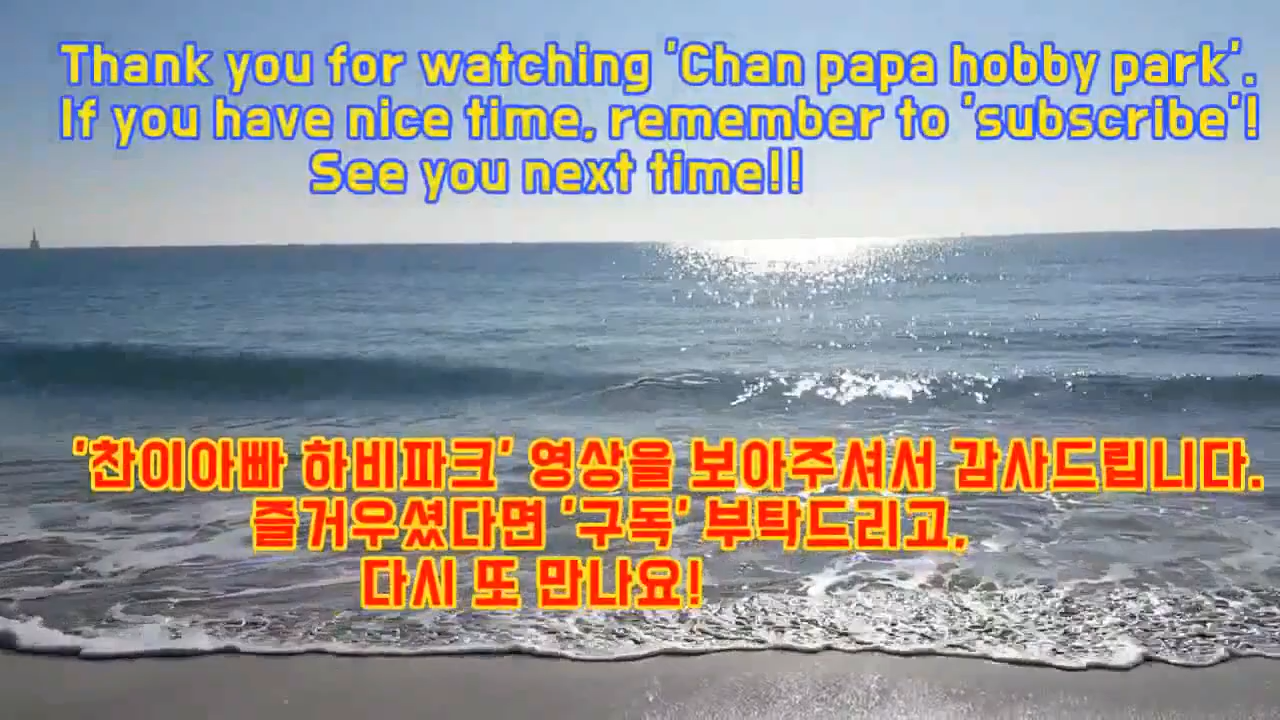 Thank you for watching 'Chan papa hobby park'.
If you have nice time, remember to 'subscribe'!
See you next time!!
'찬이아빠 하비파크' 영상을 보아주셔서 감사드립니다.
즐거우셨다면 '구독' 부탁드리고,
다시 또 만나요!